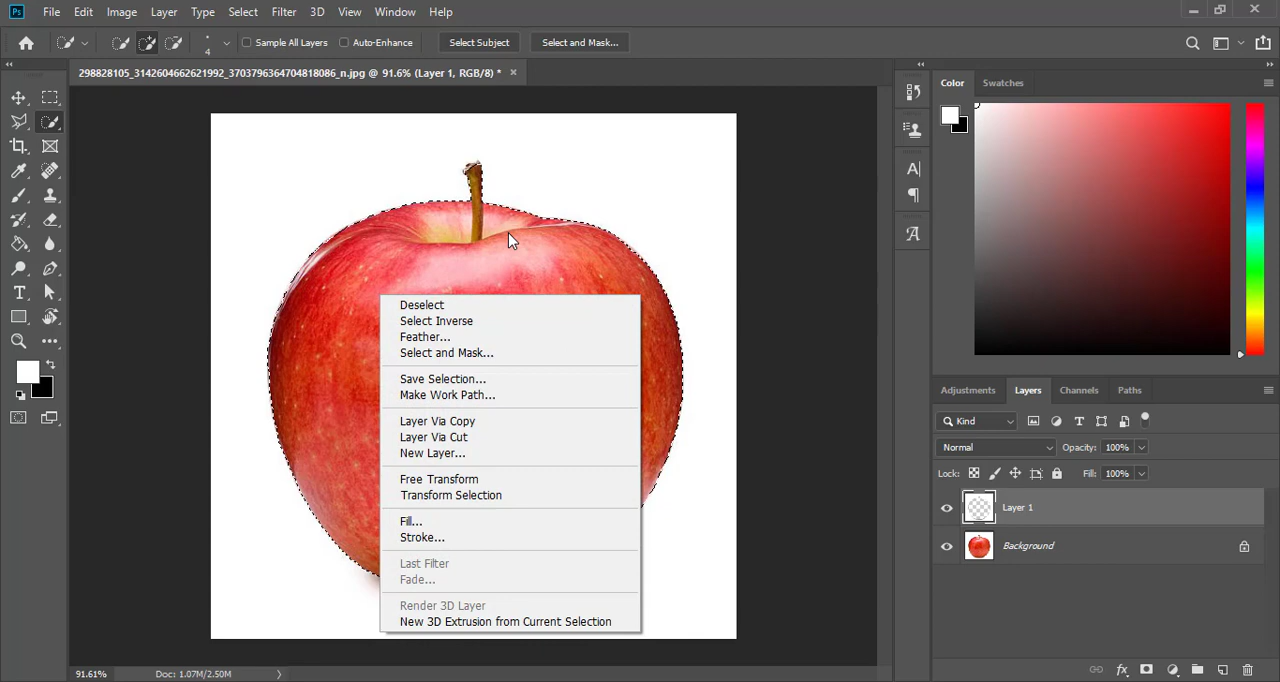 Ps File Edit Image Layer Type Select Filter 3D View Window Help
4 Sample All Layers Auto-Enhance Select Subject Select and Mask...
298828105_3142604662621992_3703796364704818086_n.jpg @ 91.6% (Layer 1, RGB/8) *
Color Swatches
Deselect
Select Inverse
Feather...
Select and Mask...
Save Selection...
Make Work Path...
Layer Via Copy
Layer Via Cut
New Layer...
Free Transform
Transform Selection
Fill...
Stroke...
Last Filter
Fade...
Render 3D Layer
New 3D Extrusion from Current Selection
Adjustments Layers Channels Paths
Kind
Normal Opacity: 100%
Lock: Fill: 100%
Layer 1
Background
91.61% Doc: 1.07M/2.50M